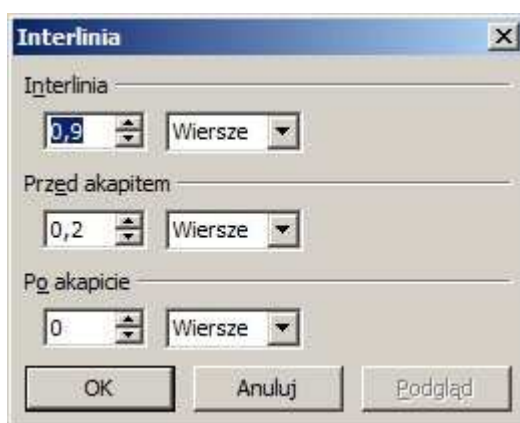 Interlinia
Interlinia
0,9 Wiersze
Przed akapitem
0,2 Wiersze
Po akapicie
0 Wiersze
OK Anuluj Podgląd